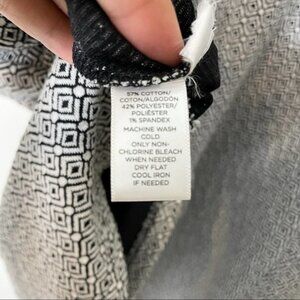 57% COTTON/
COTON/ALGODÓN
42% POLYESTER/
POLIÉSTER
1% SPANDEX
MACHINE WASH
COLD
ONLY NON-
CHLORINE BLEACH
WHEN NEEDED
DRY FLAT
COOL IRON
IF NEEDED